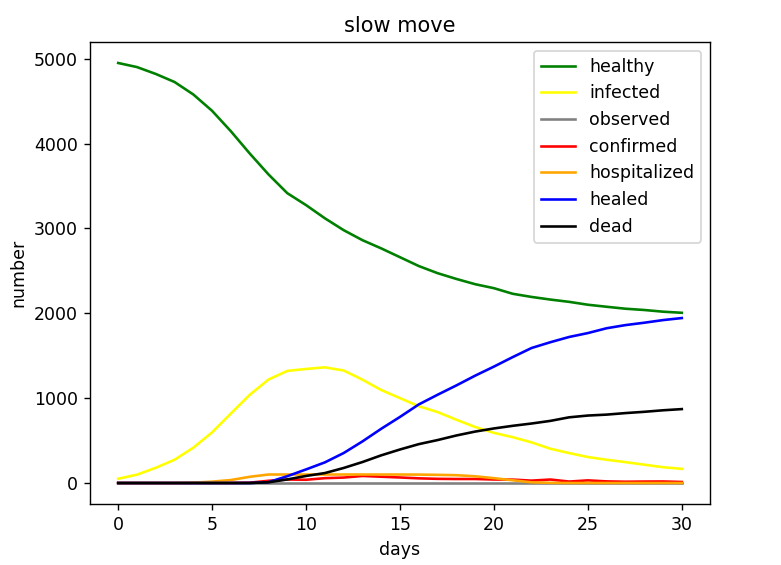 slow move
5000
4000
3000
2000
1000
0
number
healthy
infected
observed
confirmed
hospitalized
healed
dead
0 5 10 15 20 25 30
days